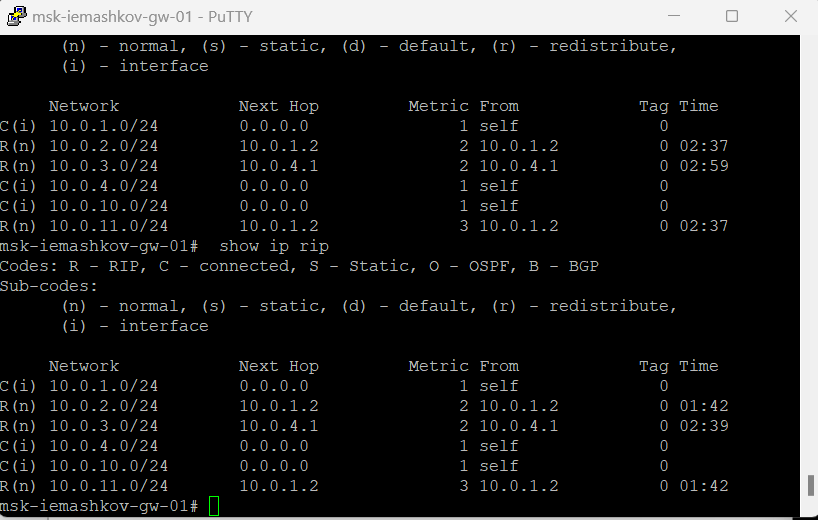 msk-iemashkov-gw-01 - PuTTY
(n) - normal, (s) - static, (d) - default, (r) - redistribute,
(i) - interface
Network Next Hop Metric From Tag Time
C(i) 10.0.1.0/24 0.0.0.0 1 self 0
R(n) 10.0.2.0/24 10.0.1.2 2 10.0.1.2 0 02:37
R(n) 10.0.3.0/24 10.0.4.1 2 10.0.4.1 0 02:59
C(i) 10.0.4.0/24 0.0.0.0 1 self 0
C(i) 10.0.10.0/24 0.0.0.0 1 self 0
R(n) 10.0.11.0/24 10.0.1.2 3 10.0.1.2 0 02:37
msk-iemashkov-gw-01# show ip rip
Codes: R - RIP, C - connected, S - Static, O - OSPF, B - BGP
Sub-codes:
(n) - normal, (s) - static, (d) - default, (r) - redistribute,
(i) - interface
Network Next Hop Metric From Tag Time
C(i) 10.0.1.0/24 0.0.0.0 1 self 0
R(n) 10.0.2.0/24 10.0.1.2 2 10.0.1.2 0 01:42
R(n) 10.0.3.0/24 10.0.4.1 2 10.0.4.1 0 02:39
C(i) 10.0.4.0/24 0.0.0.0 1 self 0
C(i) 10.0.10.0/24 0.0.0.0 1 self 0
R(n) 10.0.11.0/24 10.0.1.2 3 10.0.1.2 0 01:42
msk-iemashkov-gw-01#